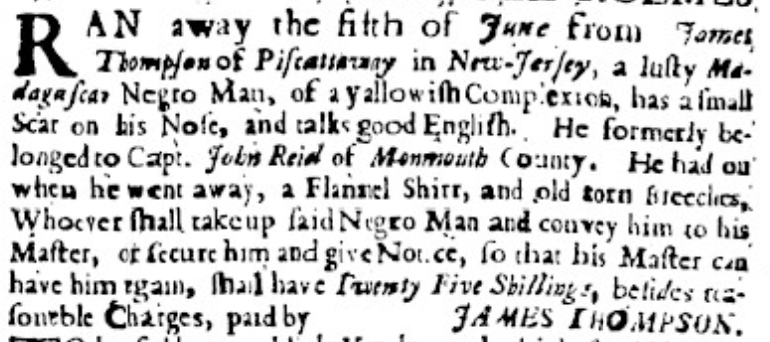 RAN away the fifth of June from James
Thompson of Piscattaway in New-Jersey, a lusty Ma-
dagascar Negro Man, of a yallowish Complexion, has a small
Scar on his Nose, and talks good English. He formerly be-
longed to Capt. John Reid of Monmouth County. He had on
when he went away, a Flannel Shirt, and old torn Breeches,
Whoever shall take up said Negro Man and convey him to his
Master, or secure him and give Notice, so that his Master can
have him again, shall have Twenty Five Shillings, besides rea-
sonable Charges, paid by JAMES THOMPSON.